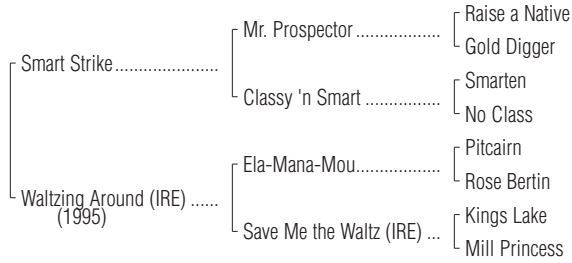 Raise a Native
Mr. Prospector
Gold Digger
Smart Strike
Smarten
Classy 'n Smart
No Class
Pitcairn
Ela-Mana-Mou
Rose Bertin
Waltzing Around (IRE)
(1995)
Kings Lake
Save Me the Waltz (IRE)
Mill Princess